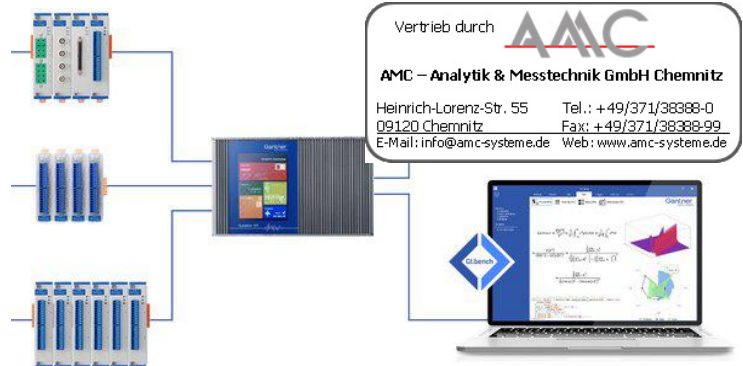 Vertrieb durch AMC
AMC – Analytik & Messtechnik GmbH Chemnitz
Heinrich-Lorenz-Str. 55 Tel.: +49/371/38388-0
09120 Chemnitz Fax: +49/371/38388-99
E-Mail: info@amc-systeme.de Web: www.amc-systeme.de
Gantner
Gantner
GI.bench